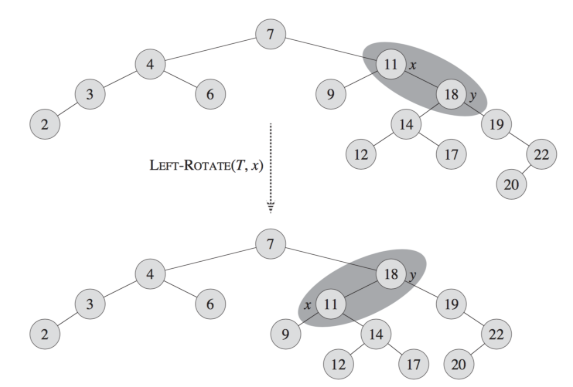 7
4 11 x
3 6 9 18 y
2 14 19
12 17 22
LEFT-ROTATE(T, x)
20
7
4 18 y
3 6 x 11 19
2 9 14 22
12 17 20